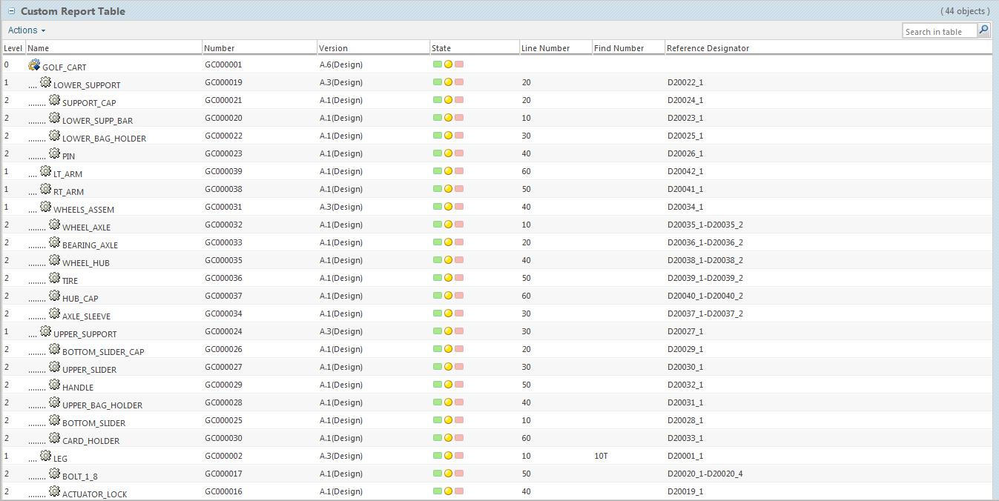 Custom Report Table ( 44 objects )
Actions Search in table
Level Name Number Version State Line Number Find Number Reference Designator
0 GOLF_CART GC000001 A.6(Design)
1 .... LOWER_SUPPORT GC000019 A.3(Design) 20 D20022_1
2 ........ SUPPORT_CAP GC000021 A.1(Design) 20 D20024_1
2 ........ LOWER_SUPP_BAR GC000020 A.1(Design) 10 D20023_1
2 ........ LOWER_BAG_HOLDER GC000022 A.1(Design) 30 D20025_1
2 ........ PIN GC000023 A.1(Design) 40 D20026_1
1 .... LT_ARM GC000039 A.1(Design) 60 D20042_1
1 .... RT_ARM GC000038 A.1(Design) 50 D20041_1
1 .... WHEELS_ASSEM GC000031 A.3(Design) 40 D20034_1
2 ........ WHEEL_AXLE GC000032 A.1(Design) 10 D20035_1-D20035_2
2 ........ BEARING_AXLE GC000033 A.1(Design) 20 D20036_1-D20036_2
2 ........ WHEEL_HUB GC000035 A.1(Design) 40 D20038_1-D20038_2
2 ........ TIRE GC000036 A.1(Design) 50 D20039_1-D20039_2
2 ........ HUB_CAP GC000037 A.1(Design) 60 D20040_1-D20040_2
2 ........ AXLE_SLEEVE GC000034 A.1(Design) 30 D20037_1-D20037_2
1 .... UPPER_SUPPORT GC000024 A.3(Design) 30 D20027_1
2 ........ BOTTOM_SLIDER_CAP GC000026 A.1(Design) 20 D20029_1
2 ........ UPPER_SLIDER GC000027 A.1(Design) 30 D20030_1
2 ........ HANDLE GC000029 A.1(Design) 50 D20032_1
2 ........ UPPER_BAG_HOLDER GC000028 A.1(Design) 40 D20031_1
2 ........ BOTTOM_SLIDER GC000025 A.1(Design) 10 D20028_1
2 ........ CARD_HOLDER GC000030 A.1(Design) 60 D20033_1
1 .... LEG GC000002 A.3(Design) 10 10T D20001_1
2 ........ BOLT_1_8 GC000017 A.1(Design) 50 D20020_1-D20020_4
2 ........ ACTUATOR_LOCK GC000016 A.1(Design) 40 D20019_1